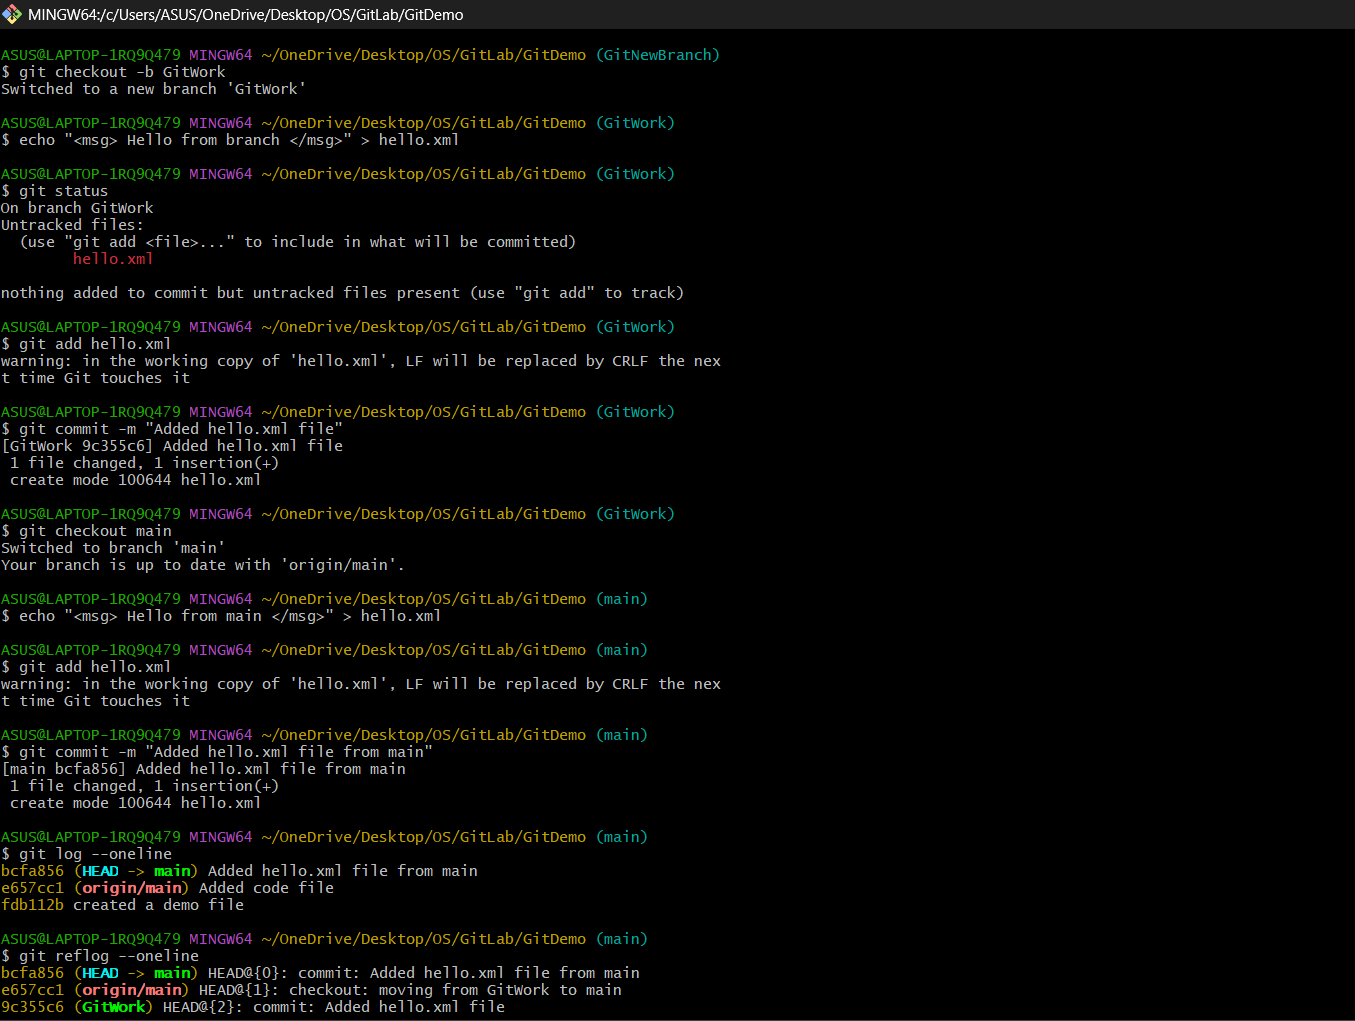 MINGW64:/c/Users/ASUS/OneDrive/Desktop/OS/GitLab/GitDemo
ASUS@LAPTOP-1RQ9Q479 MINGW64 ~/OneDrive/Desktop/OS/GitLab/GitDemo (GitNewBranch)
$ git checkout -b GitWork
Switched to a new branch 'GitWork'
ASUS@LAPTOP-1RQ9Q479 MINGW64 ~/OneDrive/Desktop/OS/GitLab/GitDemo (GitWork)
$ echo "<msg> Hello from branch </msg>" > hello.xml
ASUS@LAPTOP-1RQ9Q479 MINGW64 ~/OneDrive/Desktop/OS/GitLab/GitDemo (GitWork)
$ git status
On branch GitWork
Untracked files:
  (use "git add <file>..." to include in what will be committed)
        hello.xml
nothing added to commit but untracked files present (use "git add" to track)
ASUS@LAPTOP-1RQ9Q479 MINGW64 ~/OneDrive/Desktop/OS/GitLab/GitDemo (GitWork)
$ git add hello.xml
warning: in the working copy of 'hello.xml', LF will be replaced by CRLF the nex
t time Git touches it
ASUS@LAPTOP-1RQ9Q479 MINGW64 ~/OneDrive/Desktop/OS/GitLab/GitDemo (GitWork)
$ git commit -m "Added hello.xml file"
[GitWork 9c355c6] Added hello.xml file
 1 file changed, 1 insertion(+)
 create mode 100644 hello.xml
ASUS@LAPTOP-1RQ9Q479 MINGW64 ~/OneDrive/Desktop/OS/GitLab/GitDemo (GitWork)
$ git checkout main
Switched to branch 'main'
Your branch is up to date with 'origin/main'.
ASUS@LAPTOP-1RQ9Q479 MINGW64 ~/OneDrive/Desktop/OS/GitLab/GitDemo (main)
$ echo "<msg> Hello from main </msg>" > hello.xml
ASUS@LAPTOP-1RQ9Q479 MINGW64 ~/OneDrive/Desktop/OS/GitLab/GitDemo (main)
$ git add hello.xml
warning: in the working copy of 'hello.xml', LF will be replaced by CRLF the nex
t time Git touches it
ASUS@LAPTOP-1RQ9Q479 MINGW64 ~/OneDrive/Desktop/OS/GitLab/GitDemo (main)
$ git commit -m "Added hello.xml file from main"
[main bcfa856] Added hello.xml file from main
 1 file changed, 1 insertion(+)
 create mode 100644 hello.xml
ASUS@LAPTOP-1RQ9Q479 MINGW64 ~/OneDrive/Desktop/OS/GitLab/GitDemo (main)
$ git log --oneline
bcfa856 (HEAD -> main) Added hello.xml file from main
e657cc1 (origin/main) Added code file
fdb112b created a demo file
ASUS@LAPTOP-1RQ9Q479 MINGW64 ~/OneDrive/Desktop/OS/GitLab/GitDemo (main)
$ git reflog --oneline
bcfa856 (HEAD -> main) HEAD@{0}: commit: Added hello.xml file from main
e657cc1 (origin/main) HEAD@{1}: checkout: moving from GitWork to main
9c355c6 (GitWork) HEAD@{2}: commit: Added hello.xml file